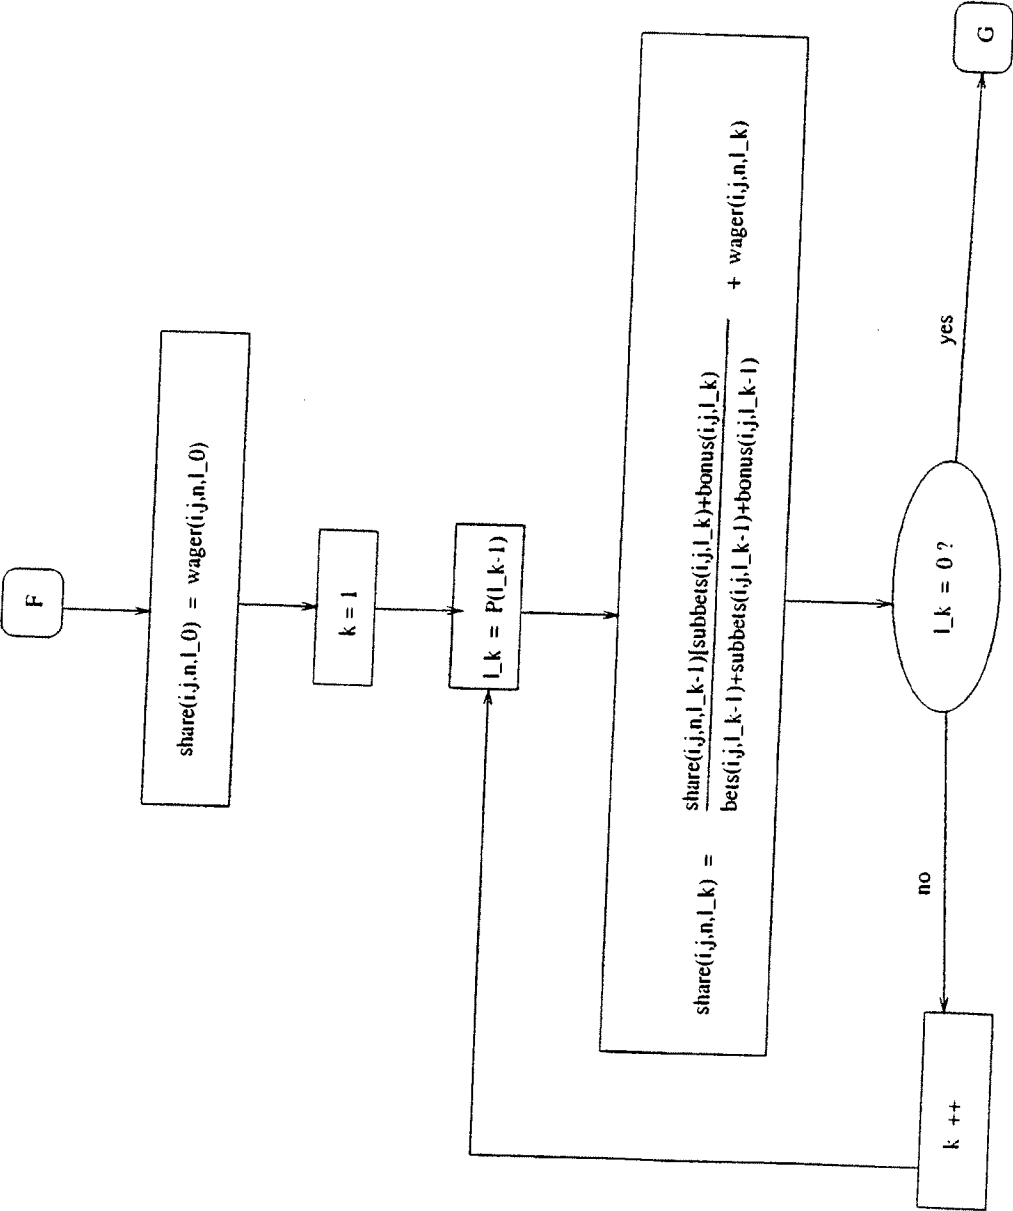 F
share(i,j,n,l_0) = wager(i,j,n,l_0)
k = 1
l_k = P(l_k-1)
share(i,j,n,l_k) = share(i,j,n,l_k-1)[subbets(i,j,l_k)+bonus(i,j,l_k) + wager(i,j,n,l_k)
bets(i,j,l_k-1)+subbets(i,j,l_k-1)+bonus(i,j,l_k-1)
l_k = 0 ?
no
yes
k ++
G